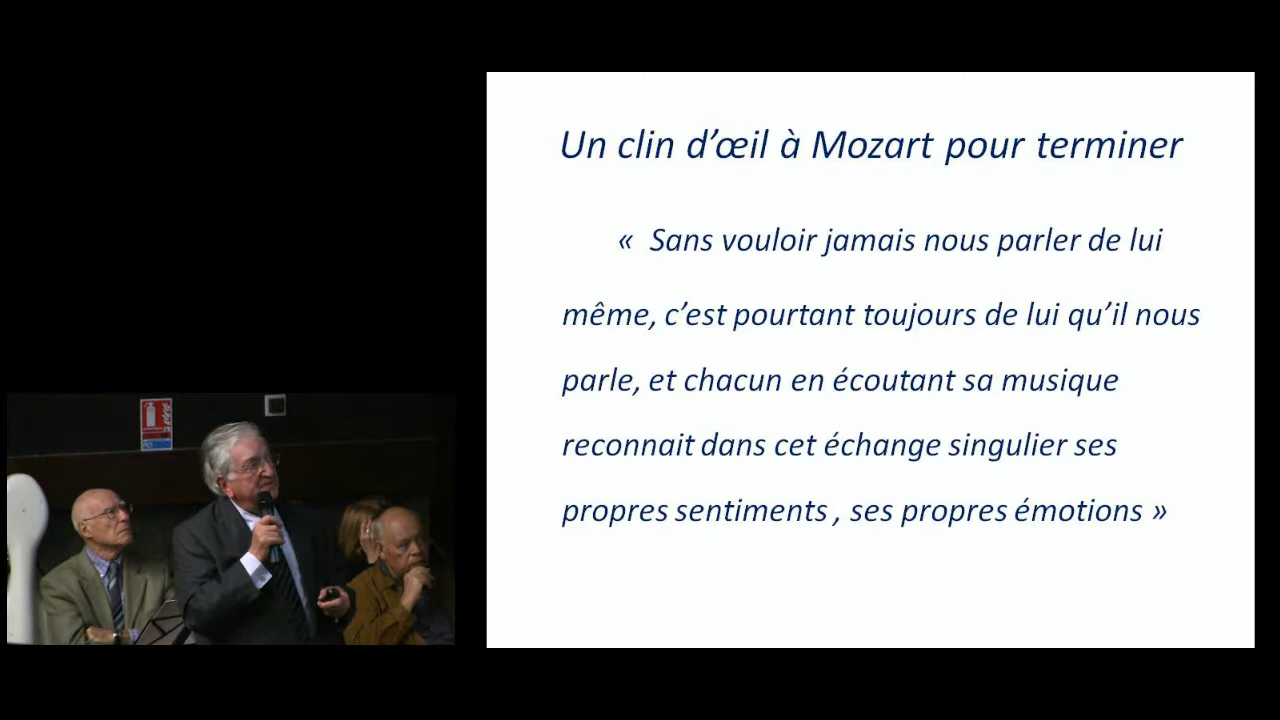 Un clin d’œil à Mozart pour terminer
« Sans vouloir jamais nous parler de lui
même, c’est pourtant toujours de lui qu’il nous
parle, et chacun en écoutant sa musique
reconnait dans cet échange singulier ses
propres sentiments , ses propres émotions »